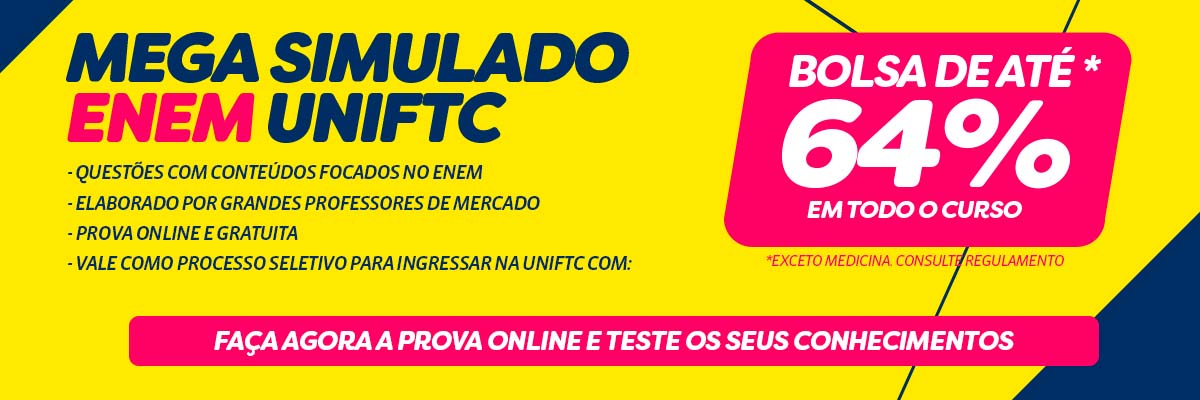 MEGA SIMULADO
ENEM UNIFTC
- QUESTÕES COM CONTEÚDOS FOCADOS NO ENEM
- ELABORADO POR GRANDES PROFESSORES DE MERCADO
- PROVA ONLINE E GRATUITA
- VALE COMO PROCESSO SELETIVO PARA INGRESSAR NA UNIFTC COM:
BOLSA DE ATÉ *
64%
EM TODO O CURSO
*EXCETO MEDICINA. CONSULTE REGULAMENTO
FAÇA AGORA A PROVA ONLINE E TESTE OS SEUS CONHECIMENTOS